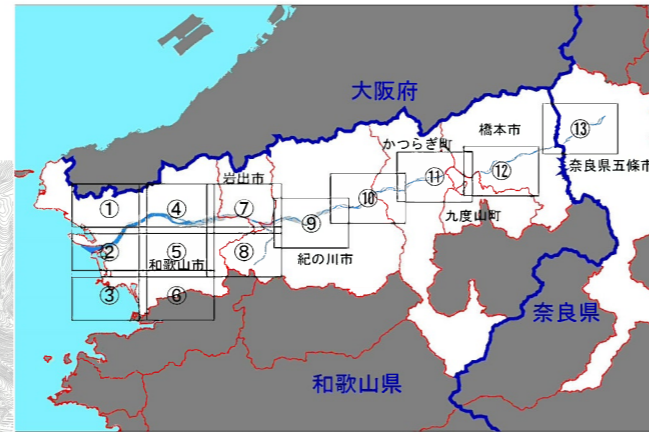 大阪府
橋本市
⑬
かつらぎ町
奈良県五條市
岩出市
⑪
⑫
①
④
⑦
⑩
⑨
九度山町
②
⑤
⑧
和歌山市
紀の川市
③
⑥
奈良県
和歌山県